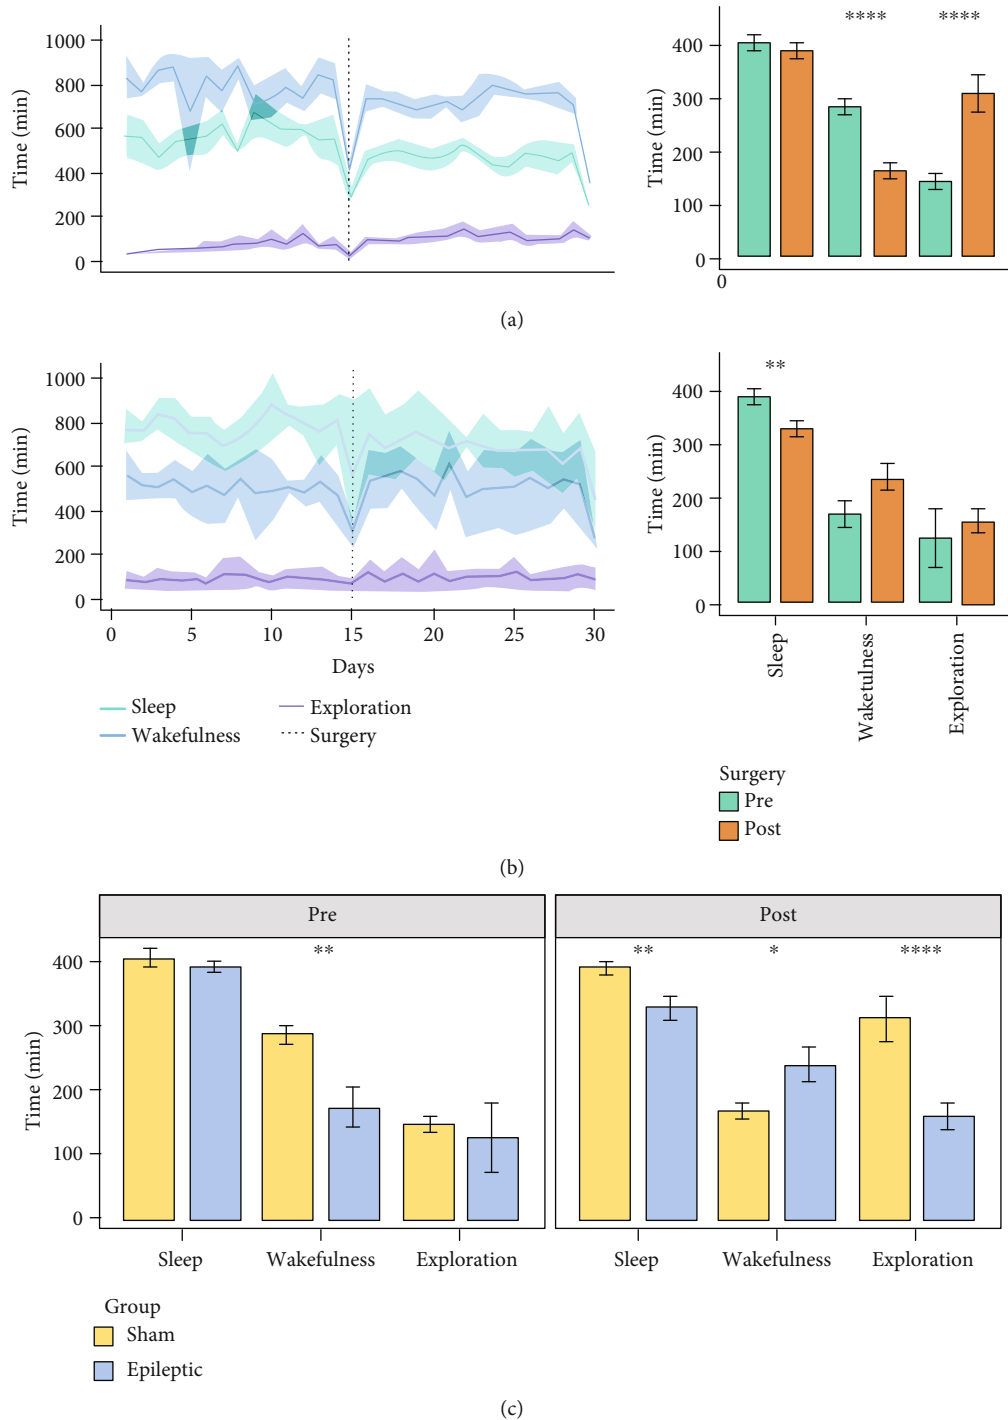 1000
800
600
400
200
0
Time (min)
****
****
400
300
200
100
0
0
Time (min)
(a)
1000
800
600
400
200
0
Time (min)
0
5
10
15
20
25
30
Days
Sleep
Exploration
Wakefulness
Surgery
**
400
300
200
100
0
Time (min)
Sleep
Waketulness
Exploration
Surgery
Pre
Post
(b)
Pre
Post
**
**
*
****
400
300
200
100
0
Time (min)
Sleep
Wakefulness
Exploration
Sleep
Wakefulness
Exploration
Group
Sham
Epileptic
(c)